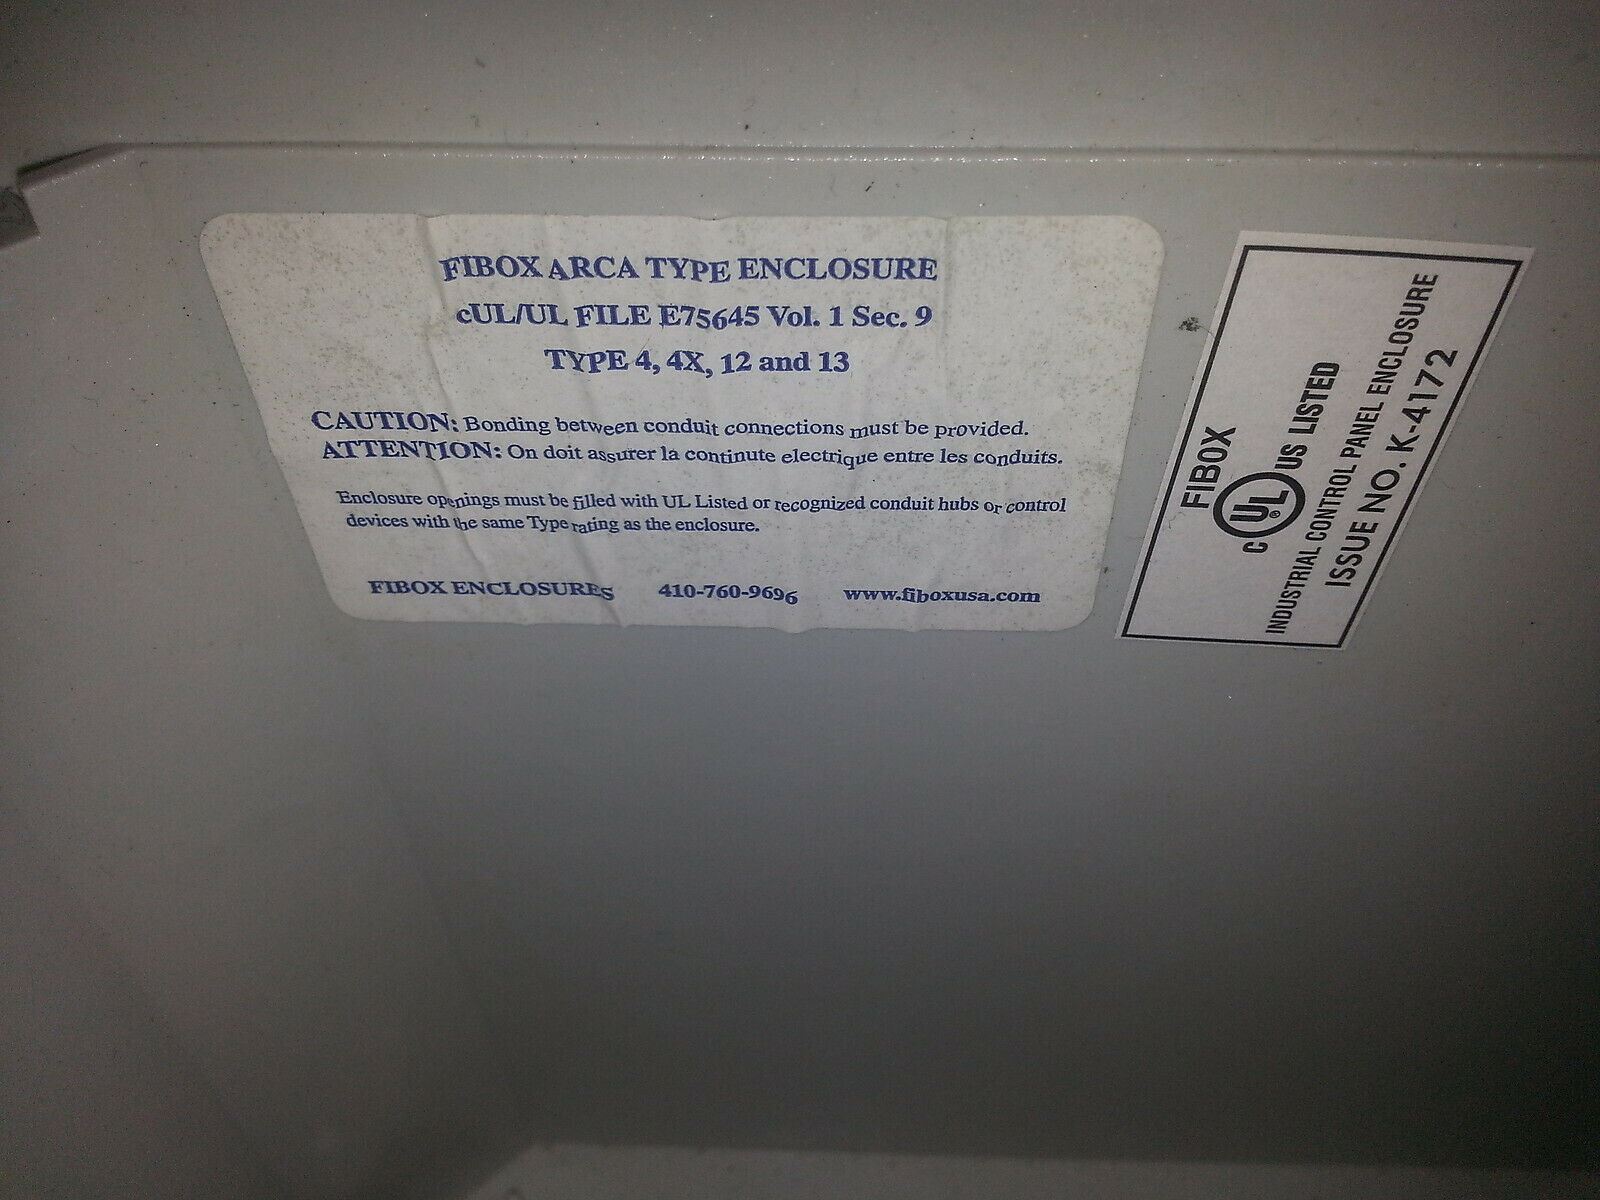 FIBOX ARCA TYPE ENCLOSURE
cUL/UL FILE E75645 Vol. 1 Sec. 9
TYPE 4, 4X, 12 and 13
CAUTION: Bonding between conduit connections must be provided.
ATTENTION: On doit assurer la continute electrique entre les conduits.
Enclosure openings must be filled with UL Listed or recognized conduit hubs or control
devices with the same Type rating as the enclosure.
FIBOX ENCLOSURES 410-760-9696 www.fiboxusa.com
FIBOX
C UL ® US LISTED
INDUSTRIAL CONTROL PANEL ENCLOSURE
ISSUE NO. K-4172